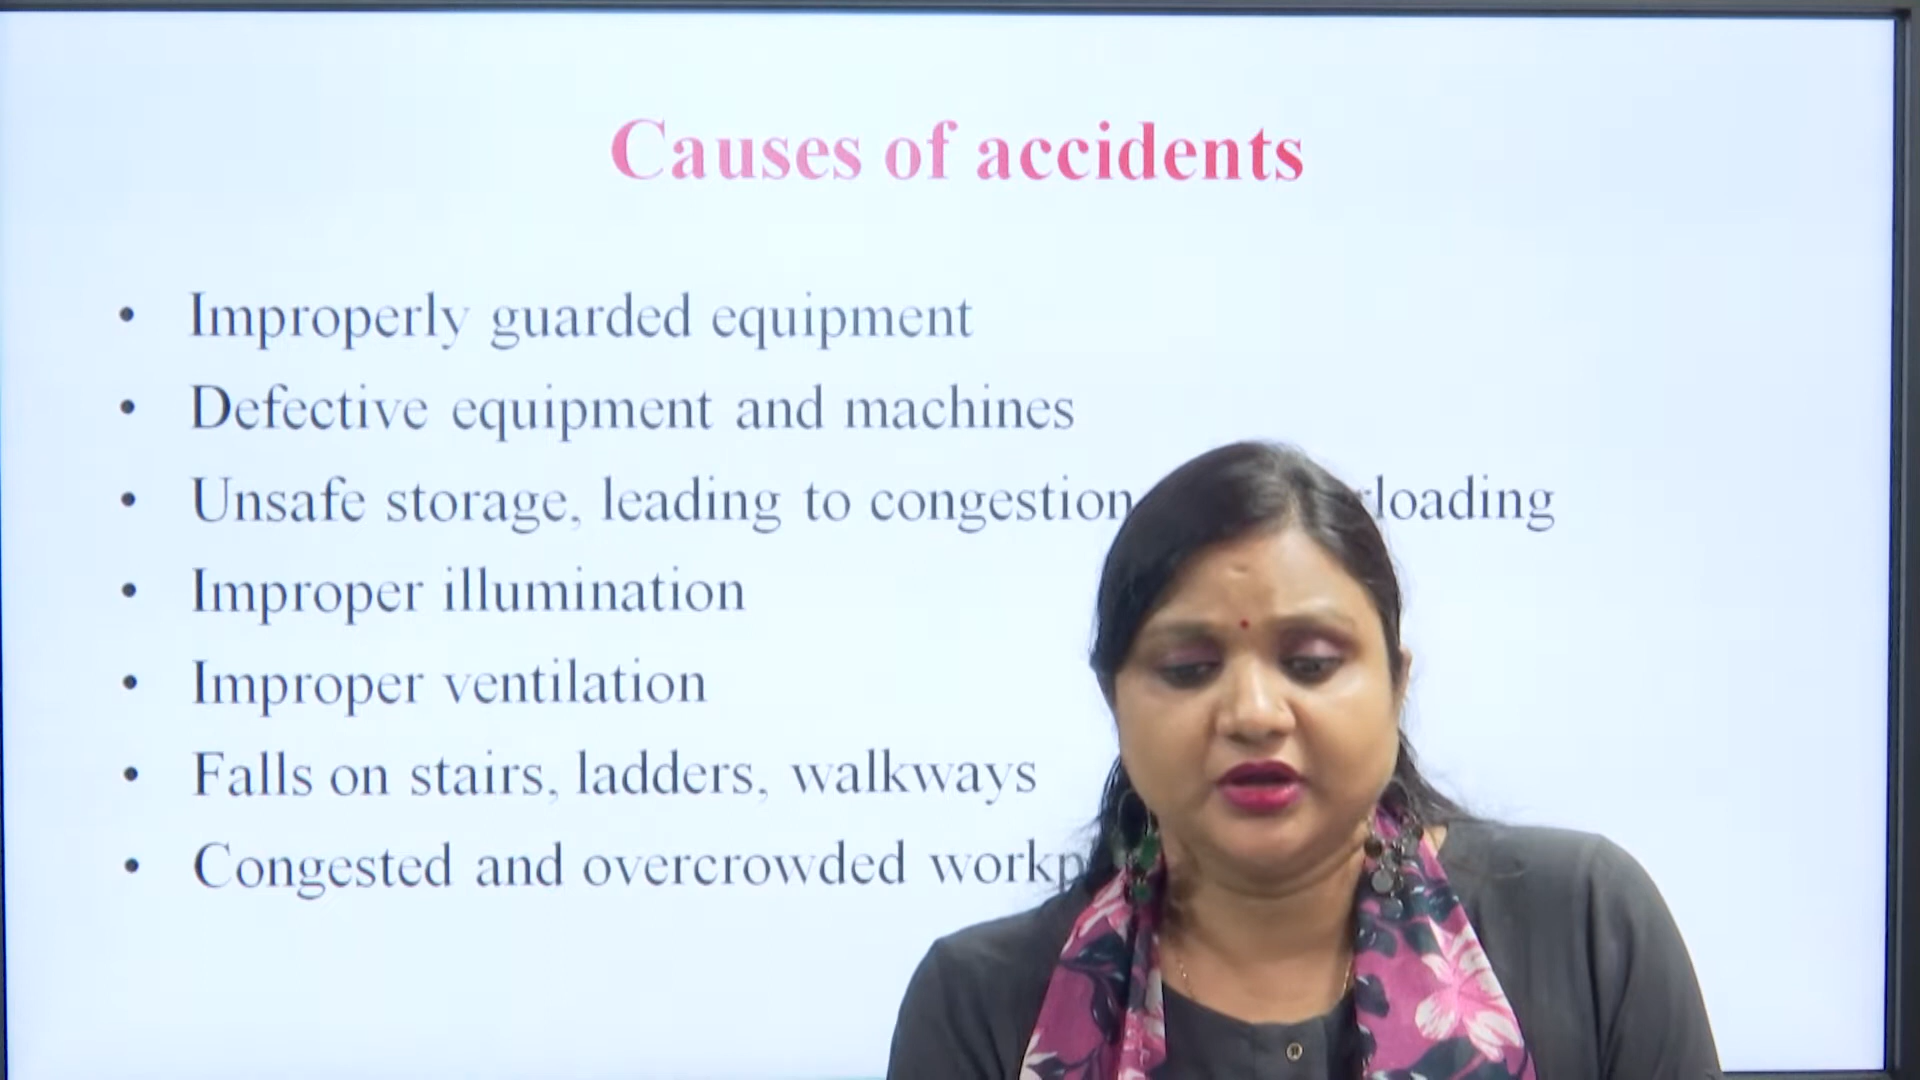 Causes of accidents
• Improperly guarded equipment
• Defective equipment and machines
• Unsafe storage, leading to congestion loading
• Improper illumination
• Improper ventilation
• Falls on stairs, ladders, walkways
• Congested and overcrowded